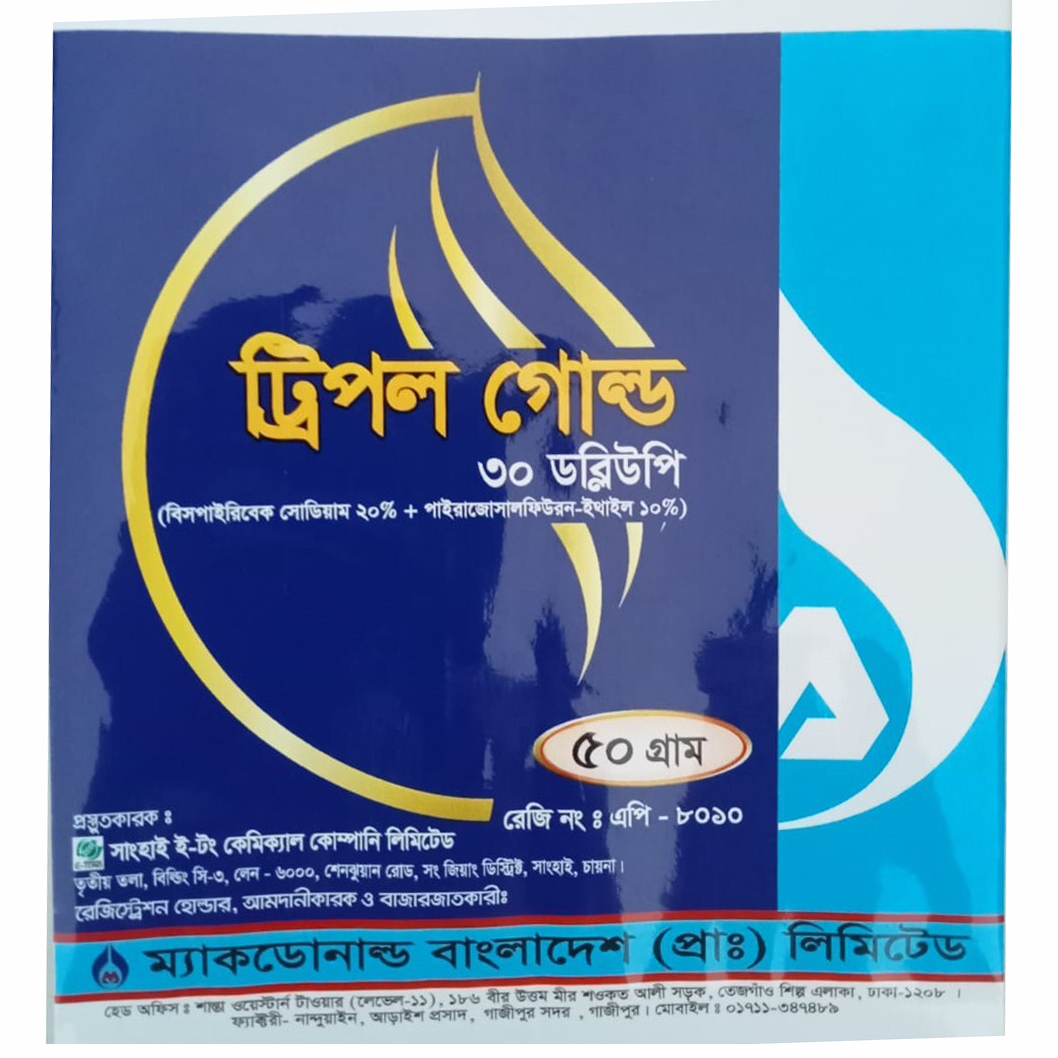 ট্রিপল গোল্ড
৩০ ডব্লিউপি
(বিসপাইরিবেক সোডিয়াম ২০% + পাইরাজোসালফিউরন-ইথাইল ১০%)
৫০ গ্রাম
রেজি নং ঃ এপি - ৮০১০
প্রস্তুতকারক ঃ
সাংহাই ই-টং কেমিক্যাল কোম্পানি লিমিটেড
তৃতীয় তলা, বিল্ডিং সি-৩, লেন - ৬০০০, শেনঝুয়ান রোড, সং জিয়াং ডিস্ট্রিক্ট, সাংহাই, চায়না।
রেজিস্ট্রেশন হোল্ডার, আমদানীকারক ও বাজারজাতকারীঃ
ম্যাকডোনাল্ড বাংলাদেশ (প্রাঃ) লিমিটেড
হেড অফিস ঃ শান্তা ওয়েস্টার্ন টাওয়ার (লেভেল-১১), ১৮৬ বীর উত্তম মীর শওকত আলী সড়ক, তেজগাঁও শিল্প এলাকা, ঢাকা-১২০৮ ।
ফ্যাক্টরী- নান্দুয়াইন, আড়াইশ প্রসাদ, গাজীপুর সদর , গাজীপুর। মোবাইল ঃ ০১৭১১-৩৪৭৪৮৯